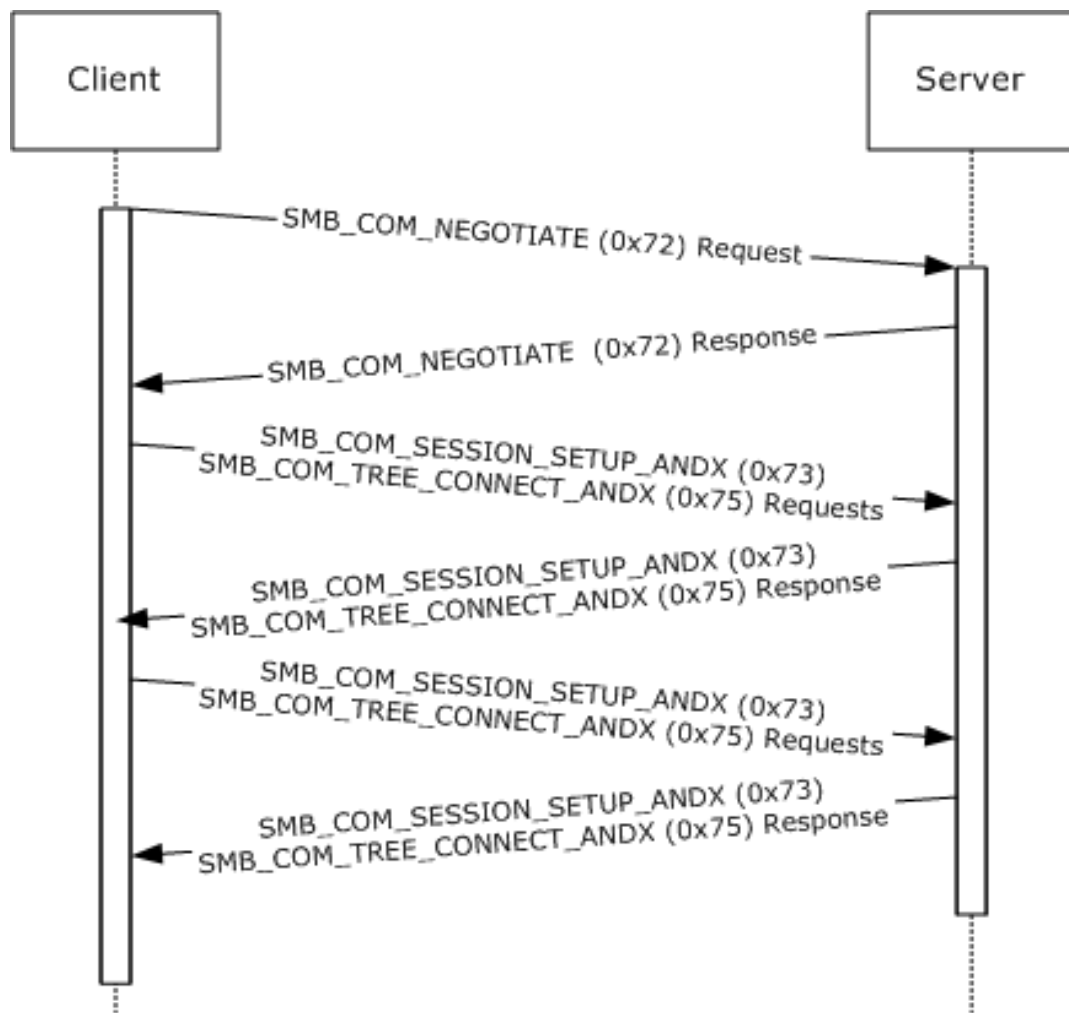 Client
Server
SMB_COM_NEGOTIATE (0x72) Request
SMB_COM_NEGOTIATE  (0x72) Response
SMB_COM_SESSION_SETUP_ANDX (0x73)
SMB_COM_TREE_CONNECT_ANDX (0x75) Requests
SMB_COM_SESSION_SETUP_ANDX (0x73)
SMB_COM_TREE_CONNECT_ANDX (0x75) Response
SMB_COM_SESSION_SETUP_ANDX (0x73)
SMB_COM_TREE_CONNECT_ANDX (0x75) Requests
SMB_COM_SESSION_SETUP_ANDX (0x73)
SMB_COM_TREE_CONNECT_ANDX (0x75) Response